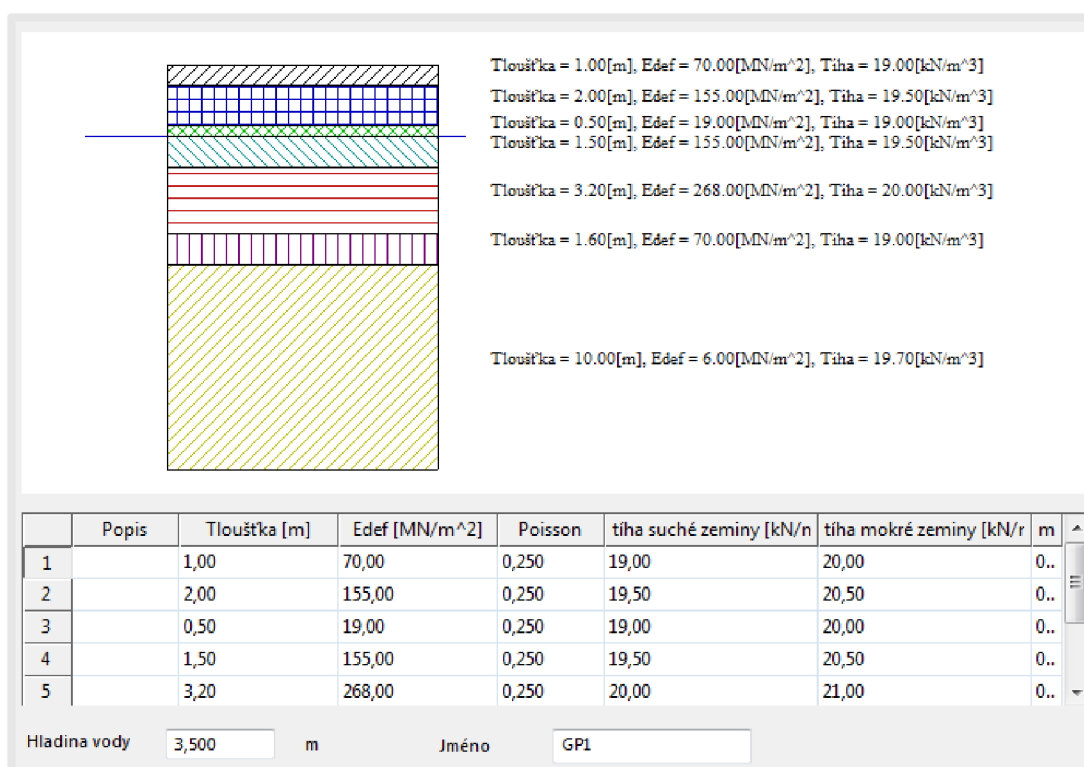 Tloušťka = 1.00[m], Edef = 70.00[MN/m^2], Tiha = 19.00[kN/m^3]
Tloušťka = 2.00[m], Edef = 155.00[MN/m^2], Tiha = 19.50[kN/m^3]
Tloušťka = 0.50[m], Edef = 19.00[MN/m^2], Tiha = 19.00[kN/m^3]
Tloušťka = 1.50[m], Edef = 155.00[MN/m^2], Tiha = 19.50[kN/m^3]
Tloušťka = 3.20[m], Edef = 268.00[MN/m^2], Tiha = 20.00[kN/m^3]
Tloušťka = 1.60[m], Edef = 70.00[MN/m^2], Tiha = 19.00[kN/m^3]
Tloušťka = 10.00[m], Edef = 6.00[MN/m^2], Tiha = 19.70[kN/m^3]
Popis Tloušťka [m] Edef [MN/m^2] Poisson tíha suché zeminy [kN/n tíha mokré zeminy [kN/r m
1 1,00 70,00 0,250 19,00 20,00 0..
2 2,00 155,00 0,250 19,50 20,50 0..
3 0,50 19,00 0,250 19,00 20,00 0..
4 1,50 155,00 0,250 19,50 20,50 0..
5 3,20 268,00 0,250 20,00 21,00 0..
Hladina vody 3,500 m Jméno GP1